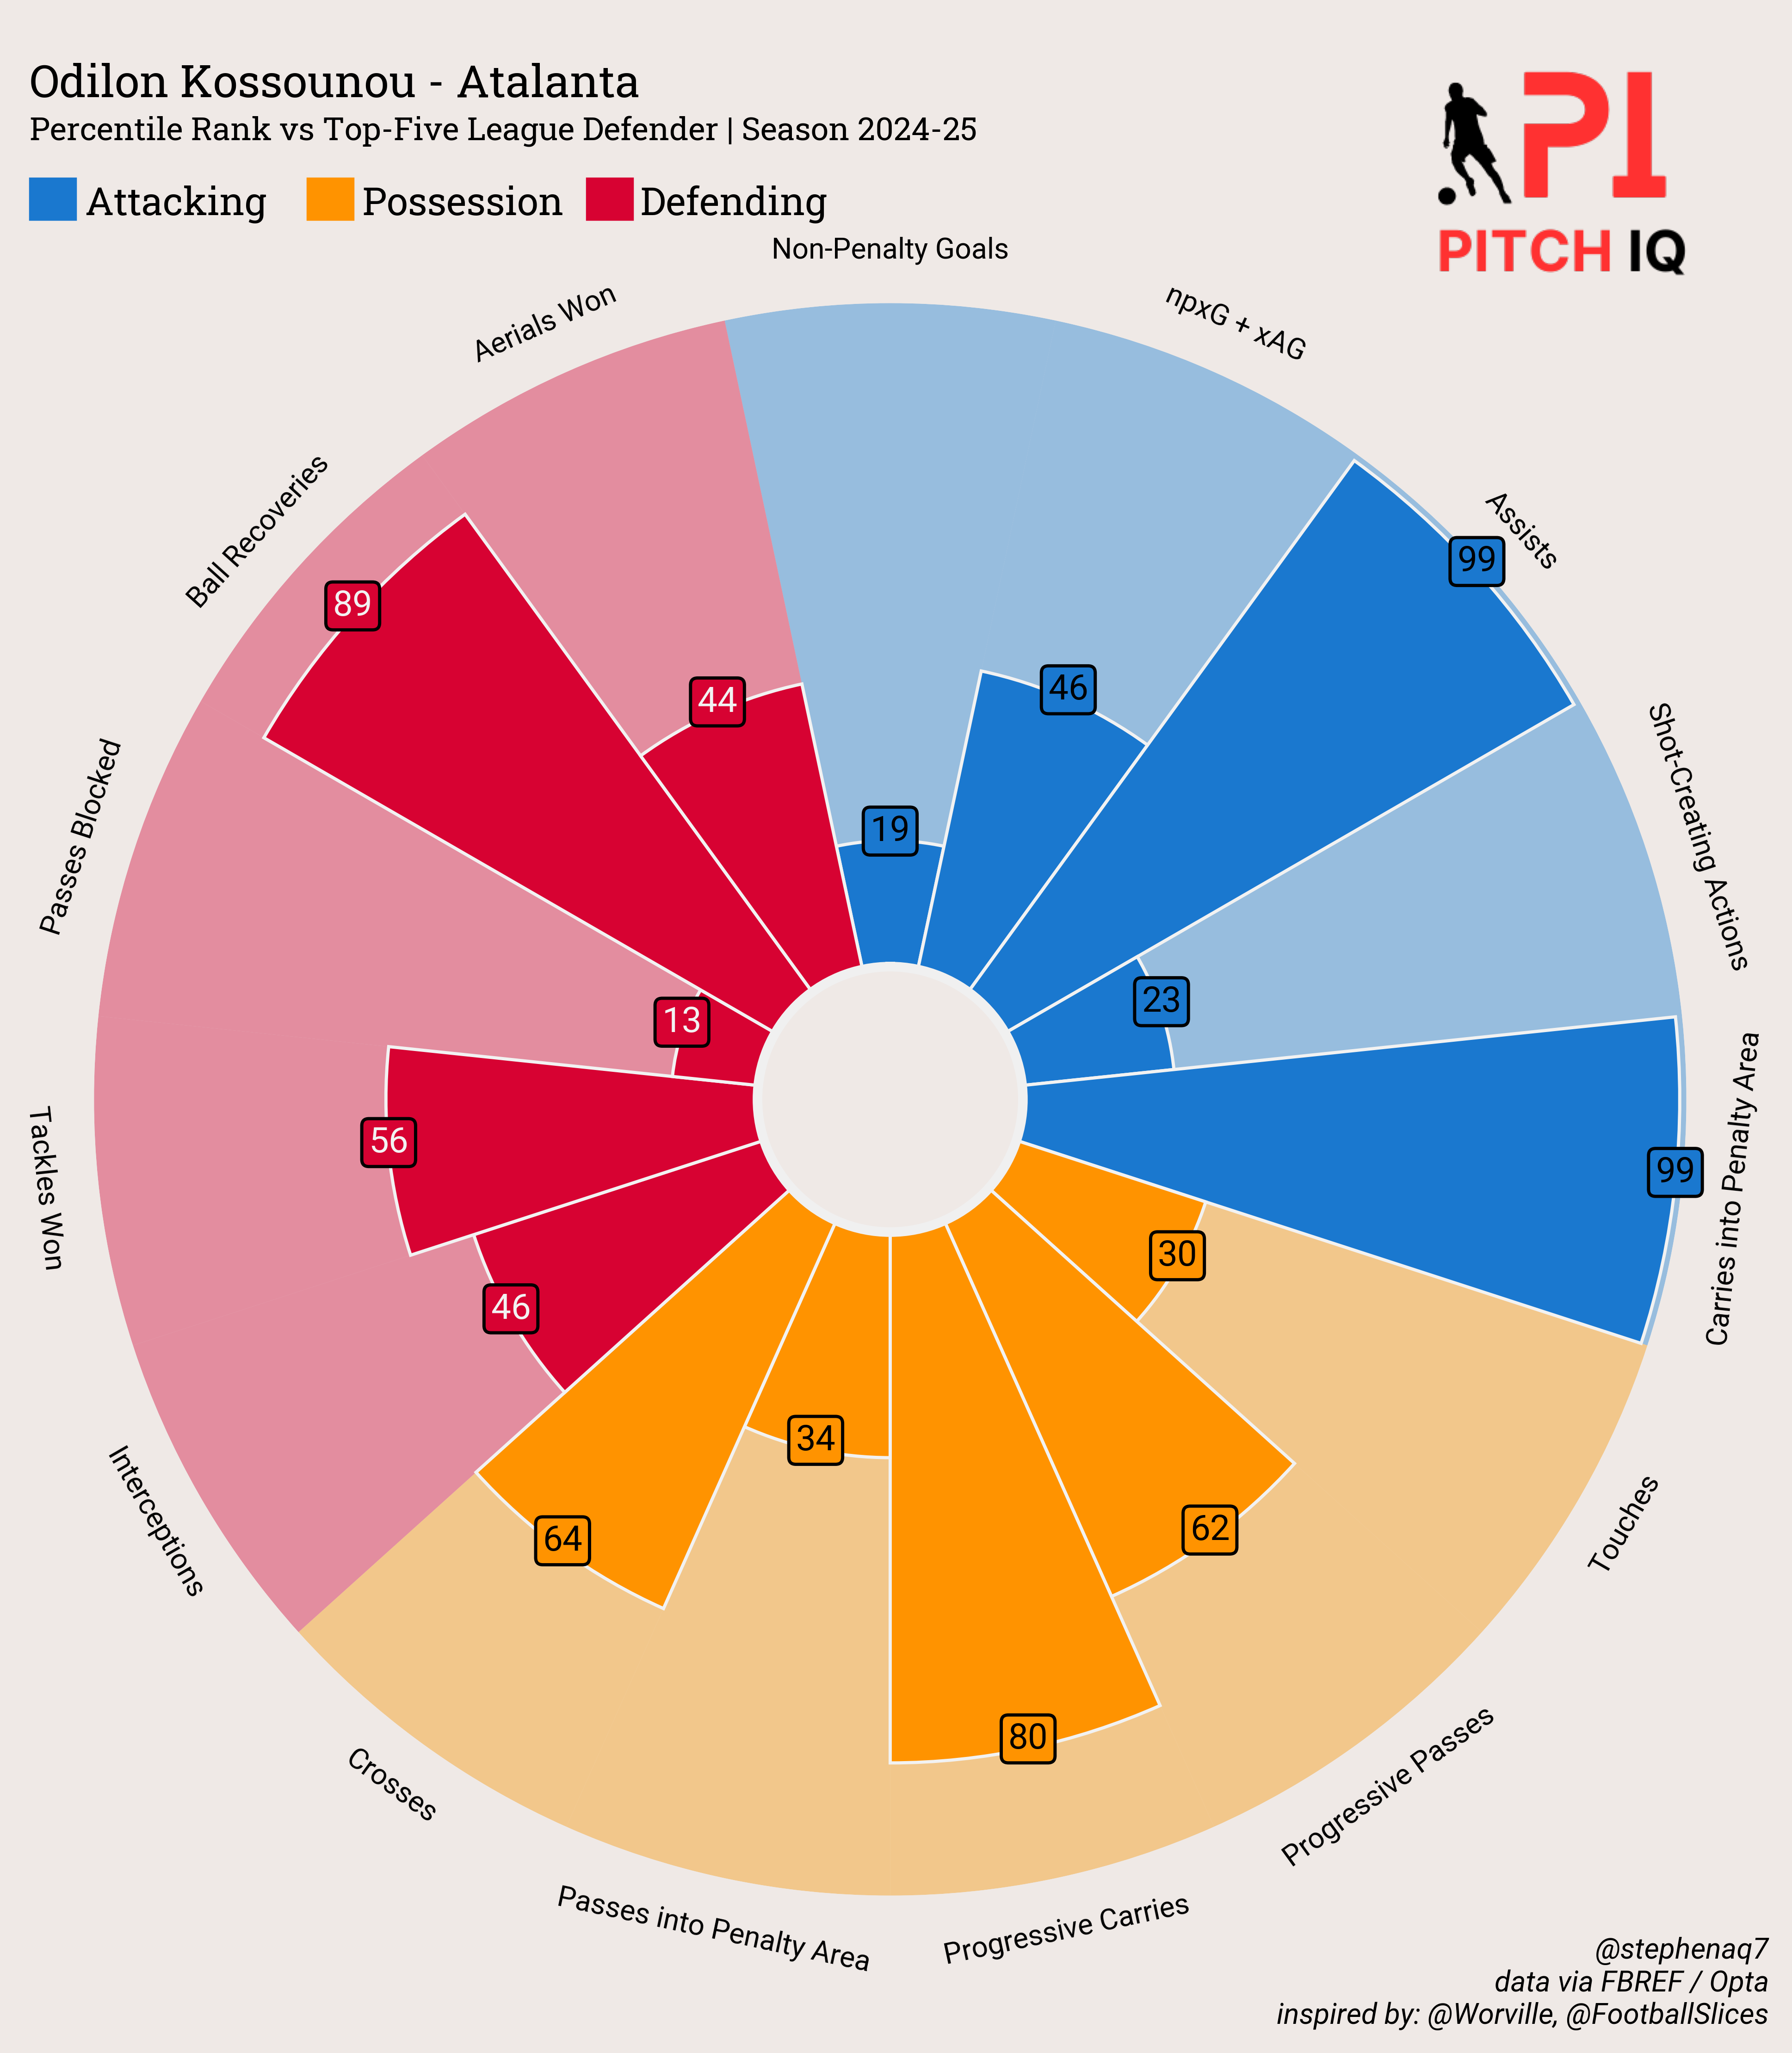 Odilon Kossounou - Atalanta
Percentile Rank vs Top-Five League Defender | Season 2024-25
Attacking
Possession
Defending
PI
PITCH IQ
Non-Penalty Goals
19
npxG + xAG
46
Assists
99
Shot-Creating Actions
23
Carries into Penalty Area
99
Touches
30
Progressive Passes
62
Progressive Carries
80
Passes into Penalty Area
34
Crosses
64
Interceptions
46
Tackles Won
56
Passes Blocked
13
Ball Recoveries
89
Aerials Won
44
@stephenaq7
data via FBREF / Opta
inspired by: @Worville, @FootballSlices